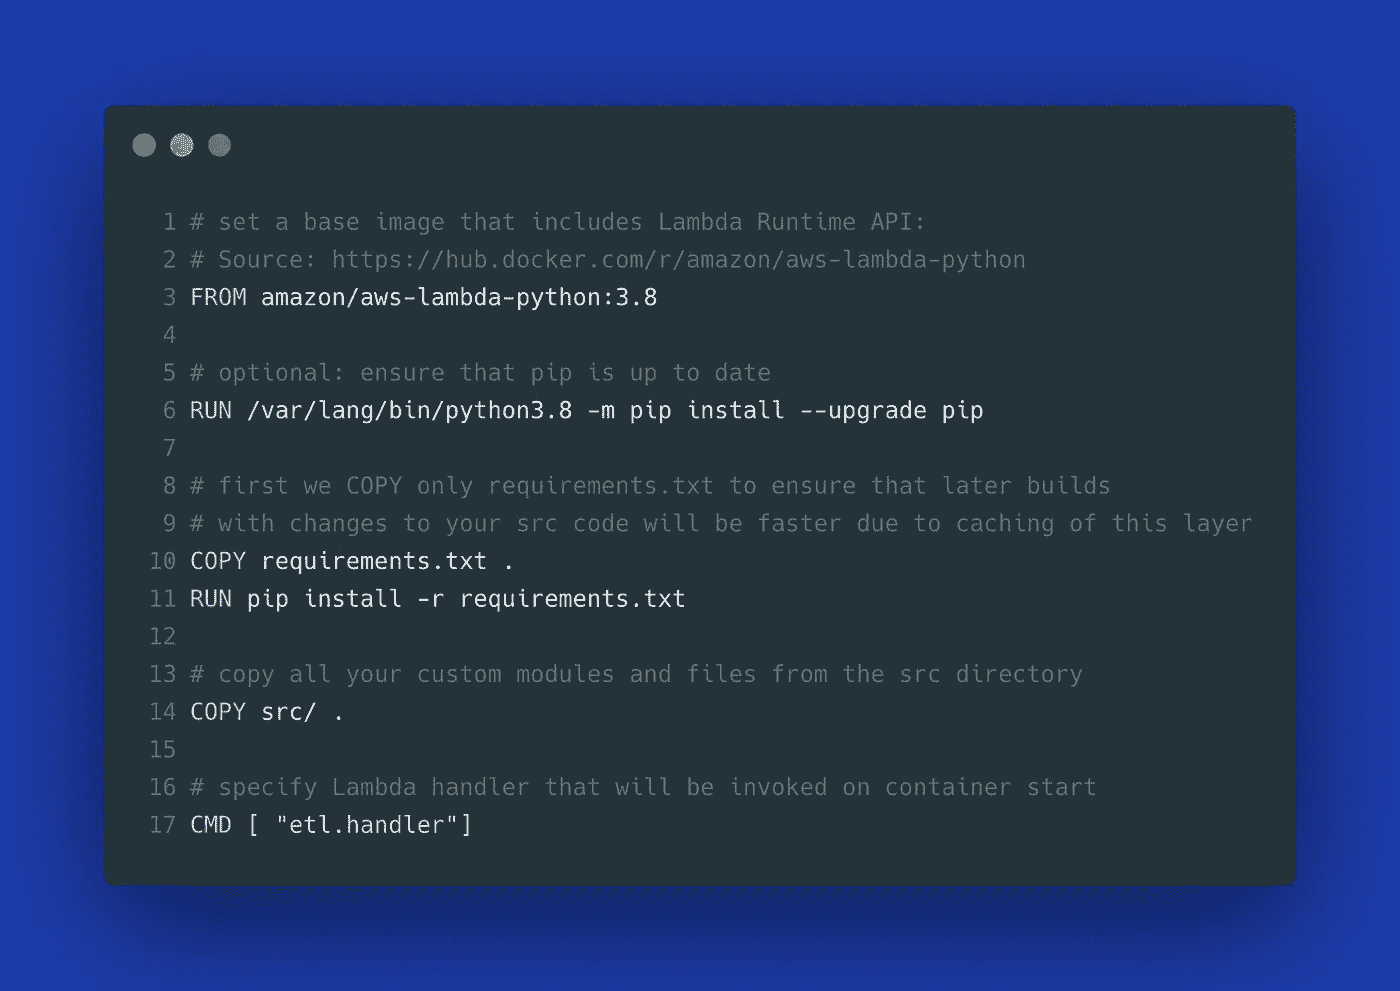 1 # set a base image that includes Lambda Runtime API:
2 # Source: https://hub.docker.com/r/amazon/aws-lambda-python
3 FROM amazon/aws-lambda-python:3.8
4
5 # optional: ensure that pip is up to date
6 RUN /var/lang/bin/python3.8 -m pip install --upgrade pip
7
8 # first we COPY only requirements.txt to ensure that later builds
9 # with changes to your src code will be faster due to caching of this layer
10 COPY requirements.txt .
11 RUN pip install -r requirements.txt
12
13 # copy all your custom modules and files from the src directory
14 COPY src/ .
15
16 # specify Lambda handler that will be invoked on container start
17 CMD [ "etl.handler"]